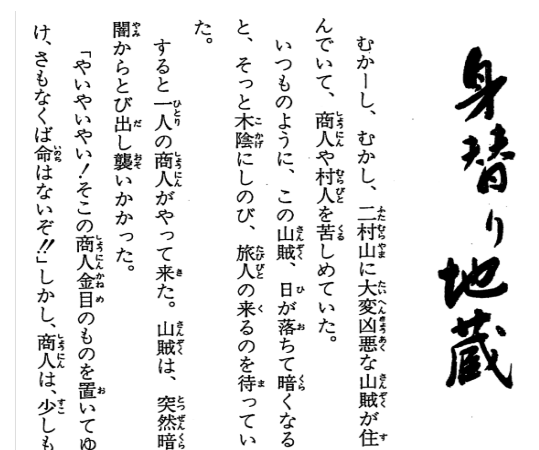 身替り地蔵
むかーし、むかし、二村山に大変凶悪な山賊が住
んでいて、商人や村人を苦しめていた。
いつものように、この山賊、日が落ちて暗くなる
と、そっと木陰にしのび、旅人の来るのを待ってい
た。
すると一人の商人がやって来た。山賊は、突然暗
闇からとび出し襲いかかった。
「やいやいやい!そこの商人金目のものを置いてゆ
け、さもなくば命はないぞ!!」しかし、商人は、少しも